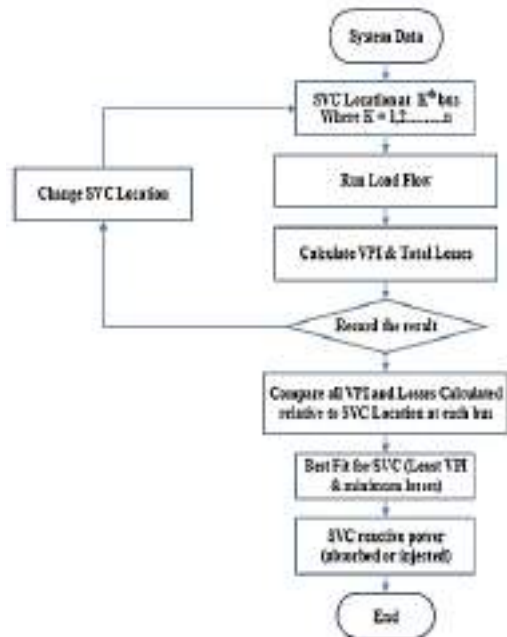 System Data
SVC Location at Kth bus
Where K = 1,2.........n
Run Load Flow
Change SVC Location
Calculate VPI & Total Losses
Record the result
Compare all VPI and Losses Calculated
relative to SVC Location at each bus
Best Fit for SVC (Least VPI
& minimum losses)
SVC reactive power
(absorbed or injected)
End